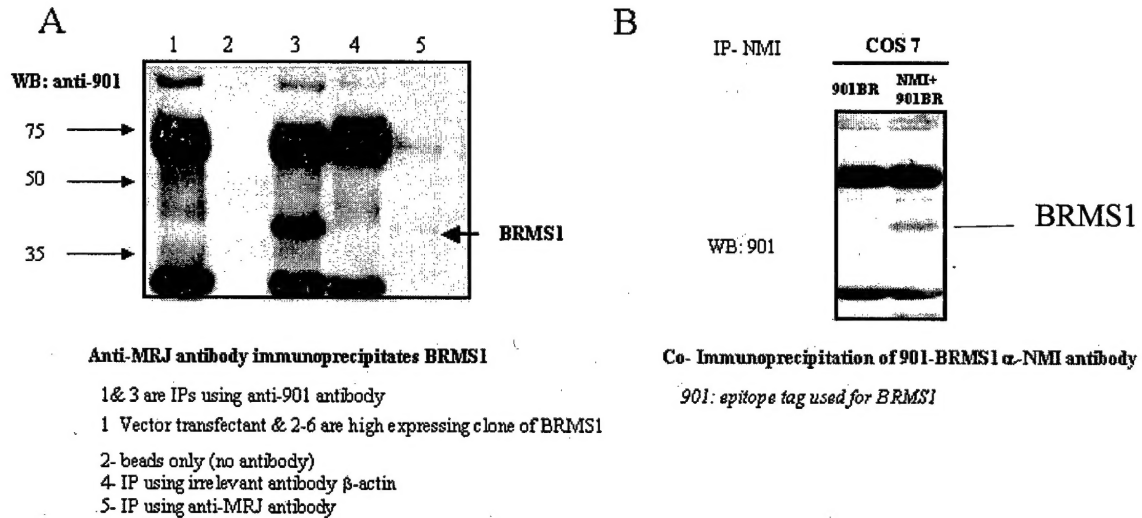 A
1 2 3 4 5
WB: anti-901
75
50
35
BRMS1
Anti-MRJ antibody immunoprecipitates BRMS1
1& 3 are IPs using anti-901 antibody
1 Vector transfectant & 2-6 are high expressing clone of BRMS1
2- beads only (no antibody)
4- IP using irrelevant antibody β-actin
5- IP using anti-MRJ antibody
B
IP- NMI
COS 7
901BR
NMI+
901BR
BRMS1
WB: 901
Co- Immunoprecipitation of 901-BRMS1 α-NMI antibody
901: epitope tag used for BRMS1